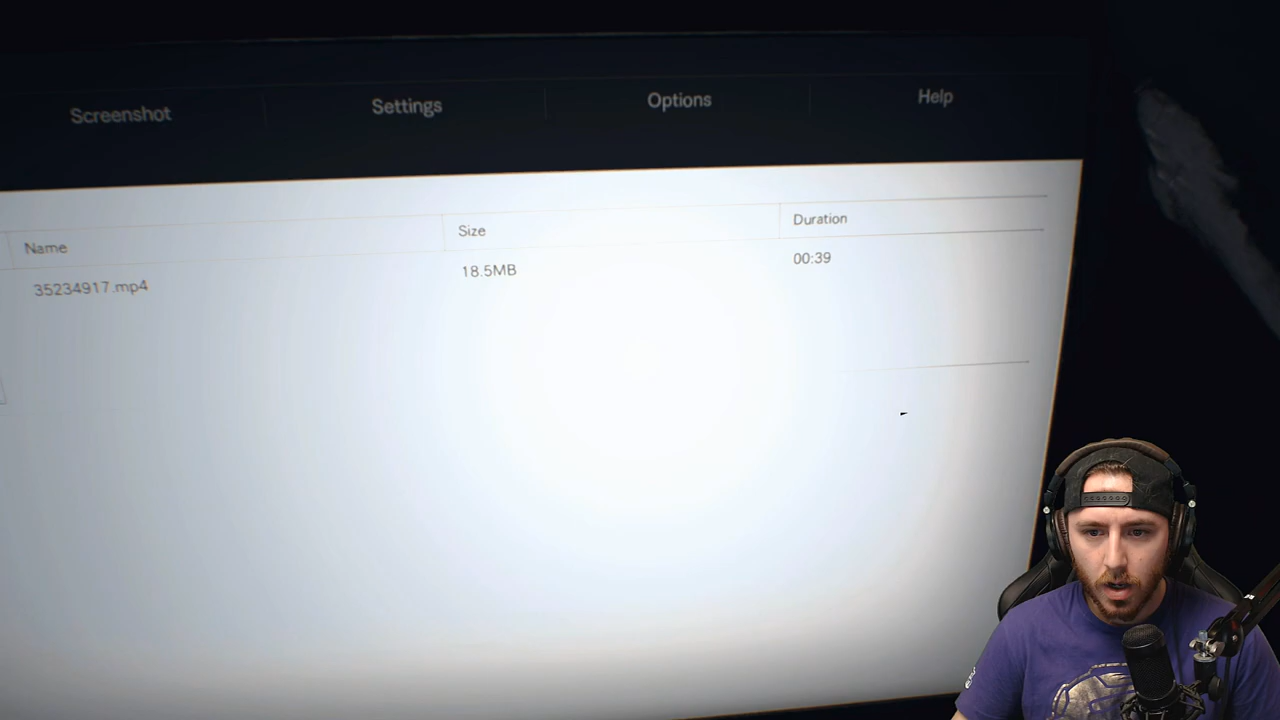 Screenshot Settings Options Help
Name Size Duration
35234917.mp4 18.5MB 00:39